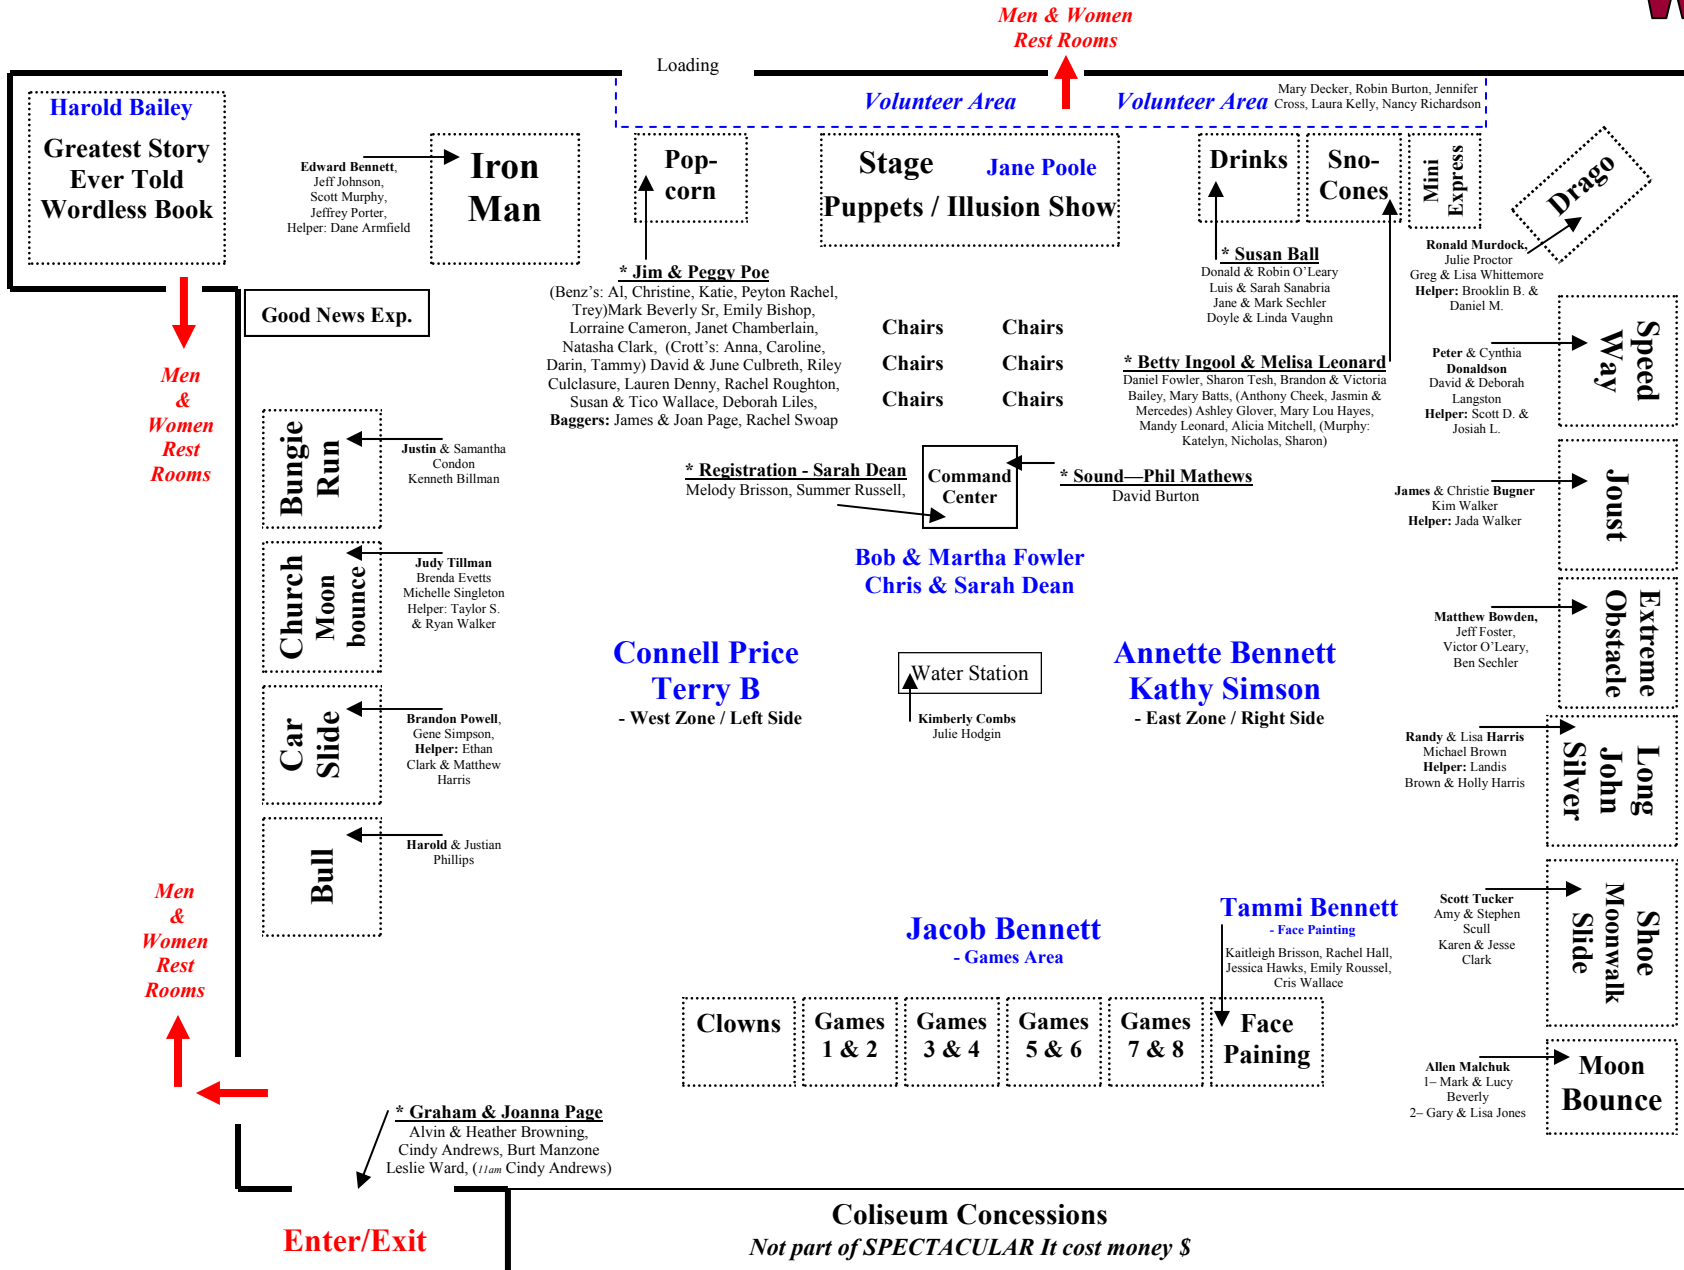 Men & Women
Rest Rooms
Loading
Volunteer Area
Volunteer Area
Mary Decker, Robin Burton, Jennifer
Cross, Laura Kelly, Nancy Richardson
Harold Bailey
Greatest Story
Ever Told
Wordless Book
Edward Bennett,
Jeff Johnson,
Scott Murphy,
Jeffrey Porter,
Helper: Dane Armfield
Iron
Man
Pop-
corn
Stage
Jane Poole
Puppets / Illusion Show
Drinks
Sno-
Cones
Mini
Express
Drago
* Jim & Peggy Poe
(Benz's: Al, Christine, Katie, Peyton Rachel,
Trey)Mark Beverly Sr, Emily Bishop,
Lorraine Cameron, Janet Chamberlain,
Natasha Clark, (Crott's: Anna, Caroline,
Darin, Tammy) David & June Culbreth, Riley
Culclasure, Lauren Denny, Rachel Roughton,
Susan & Tico Wallace, Deborah Liles,
Baggers: James & Joan Page, Rachel Swoap
Chairs Chairs
Chairs Chairs
Chairs Chairs
* Susan Ball
Donald & Robin O'Leary
Luis & Sarah Sanabria
Jane & Mark Sechler
Doyle & Linda Vaughn
* Betty Ingool & Melisa Leonard
Daniel Fowler, Sharon Tesh, Brandon & Victoria
Bailey, Mary Batts, (Anthony Cheek, Jasmin &
Mercedes) Ashley Glover, Mary Lou Hayes,
Mandy Leonard, Alicia Mitchell, (Murphy:
Katelyn, Nicholas, Sharon)
Ronald Murdock,
Julie Proctor
Greg & Lisa Whittemore
Helper: Brooklin B. &
Daniel M.
Good News Exp.
Men
&
Women
Rest
Rooms
Peter & Cynthia
Donaldson
David & Deborah
Langston
Helper: Scott D. &
Josiah L.
Speed
Way
Bungie
Run
Justin & Samantha
Condon
Kenneth Billman
* Registration - Sarah Dean
Melody Brisson, Summer Russell,
Command
Center
* Sound—Phil Mathews
David Burton
James & Christie Bugner
Kim Walker
Helper: Jada Walker
Joust
Church
Moon
bounce
Judy Tillman
Brenda Evetts
Michelle Singleton
Helper: Taylor S.
& Ryan Walker
Bob & Martha Fowler
Chris & Sarah Dean
Matthew Bowden,
Jeff Foster,
Victor O'Leary,
Ben Sechler
Extreme
Obstacle
Connell Price
Terry B
- West Zone / Left Side
Water Station
Kimberly Combs
Julie Hodgin
Annette Bennett
Kathy Simson
- East Zone / Right Side
Car
Slide
Brandon Powell,
Gene Simpson,
Helper: Ethan
Clark & Matthew
Harris
Randy & Lisa Harris
Michael Brown
Helper: Landis
Brown & Holly Harris
Long
John
Silver
Bull
Harold & Justian
Phillips
Men
&
Women
Rest
Rooms
Jacob Bennett
- Games Area
Tammi Bennett
- Face Painting
Kaitleigh Brisson, Rachel Hall,
Jessica Hawks, Emily Roussel,
Cris Wallace
Scott Tucker
Amy & Stephen
Scull
Karen & Jesse
Clark
Shoe
Moonwalk
Slide
Clowns
Games
1 & 2
Games
3 & 4
Games
5 & 6
Games
7 & 8
Face
Paining
Allen Malchuk
1– Mark & Lucy
Beverly
2– Gary & Lisa Jones
Moon
Bounce
* Graham & Joanna Page
Alvin & Heather Browning,
Cindy Andrews, Burt Manzone
Leslie Ward, (11am Cindy Andrews)
Enter/Exit
Coliseum Concessions
Not part of SPECTACULAR It cost money $